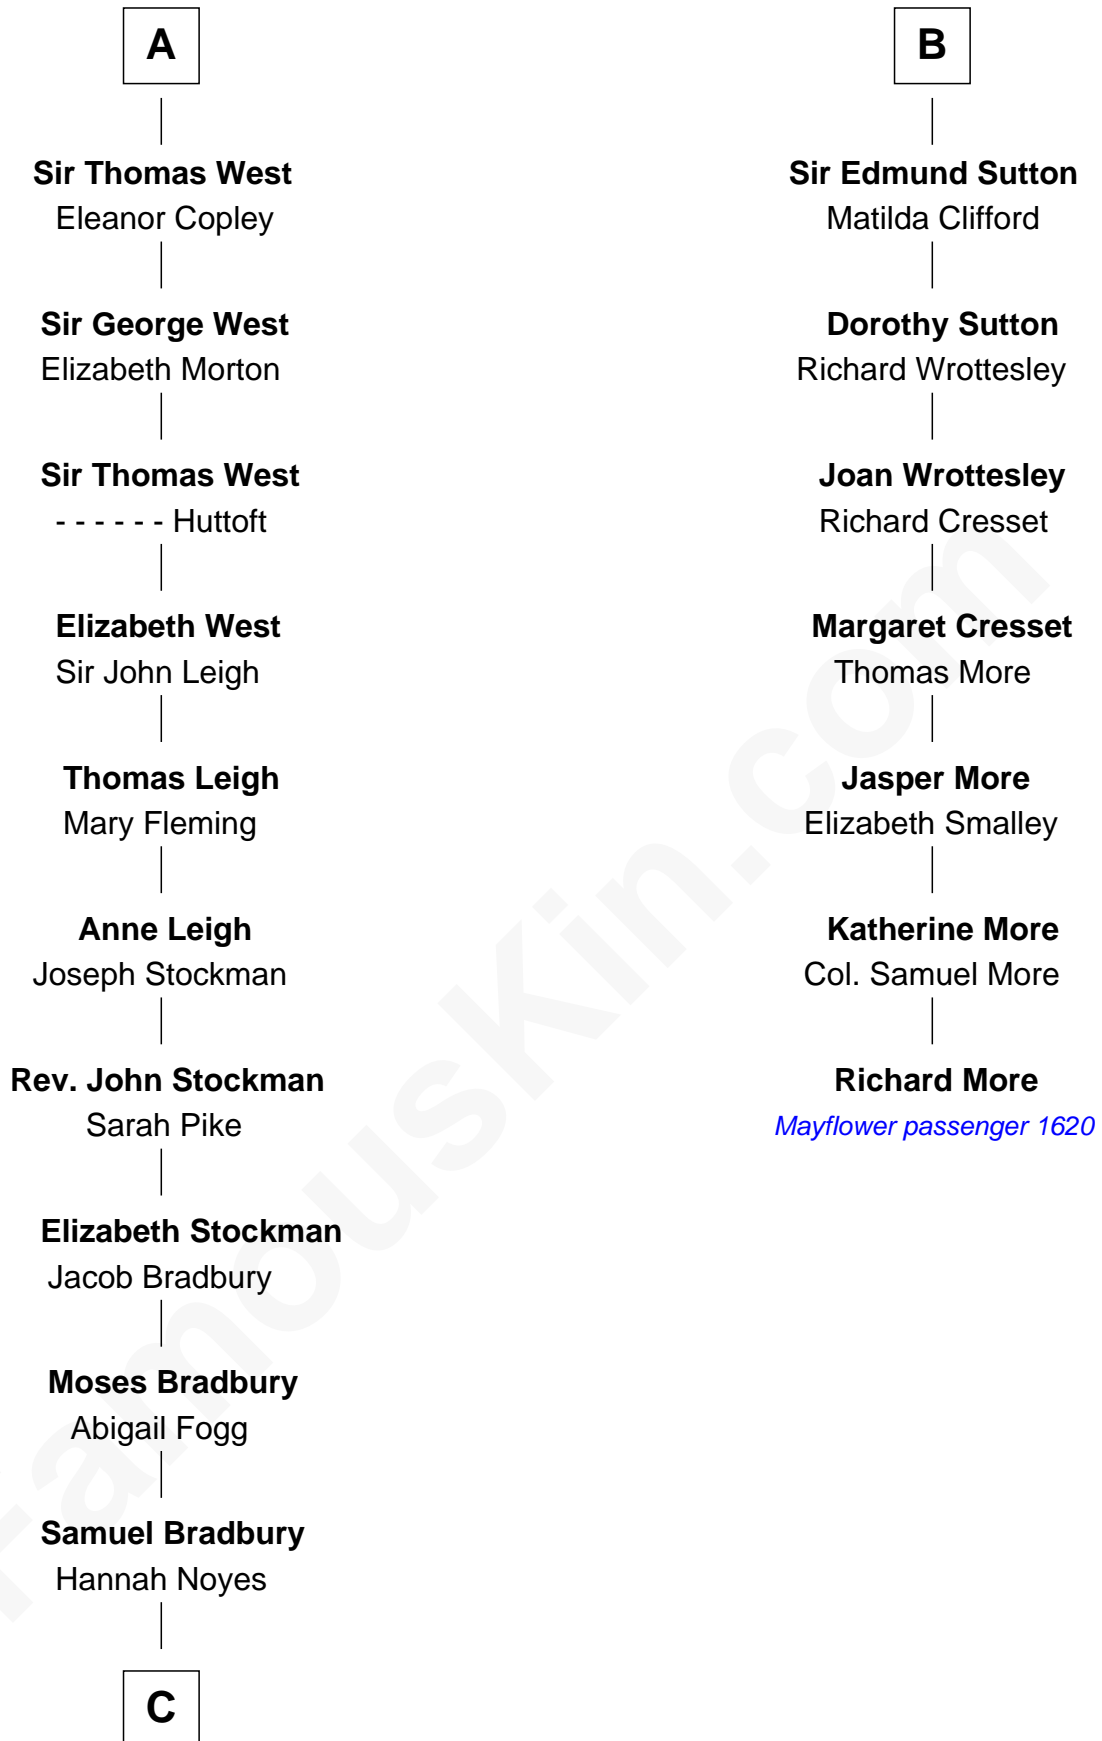 A
Sir Thomas West
Eleanor Copley
Sir George West
Elizabeth Morton
Sir Thomas West
- - - - - - Huttoft
Elizabeth West
Sir John Leigh
Thomas Leigh
Mary Fleming
Anne Leigh
Joseph Stockman
Rev. John Stockman
Sarah Pike
Elizabeth Stockman
Jacob Bradbury
Moses Bradbury
Abigail Fogg
Samuel Bradbury
Hannah Noyes
C
B
Sir Edmund Sutton
Matilda Clifford
Dorothy Sutton
Richard Wrottesley
Joan Wrottesley
Richard Cresset
Margaret Cresset
Thomas More
Jasper More
Elizabeth Smalley
Katherine More
Col. Samuel More
Richard More
Mayflower passenger 1620
FamousKin.com